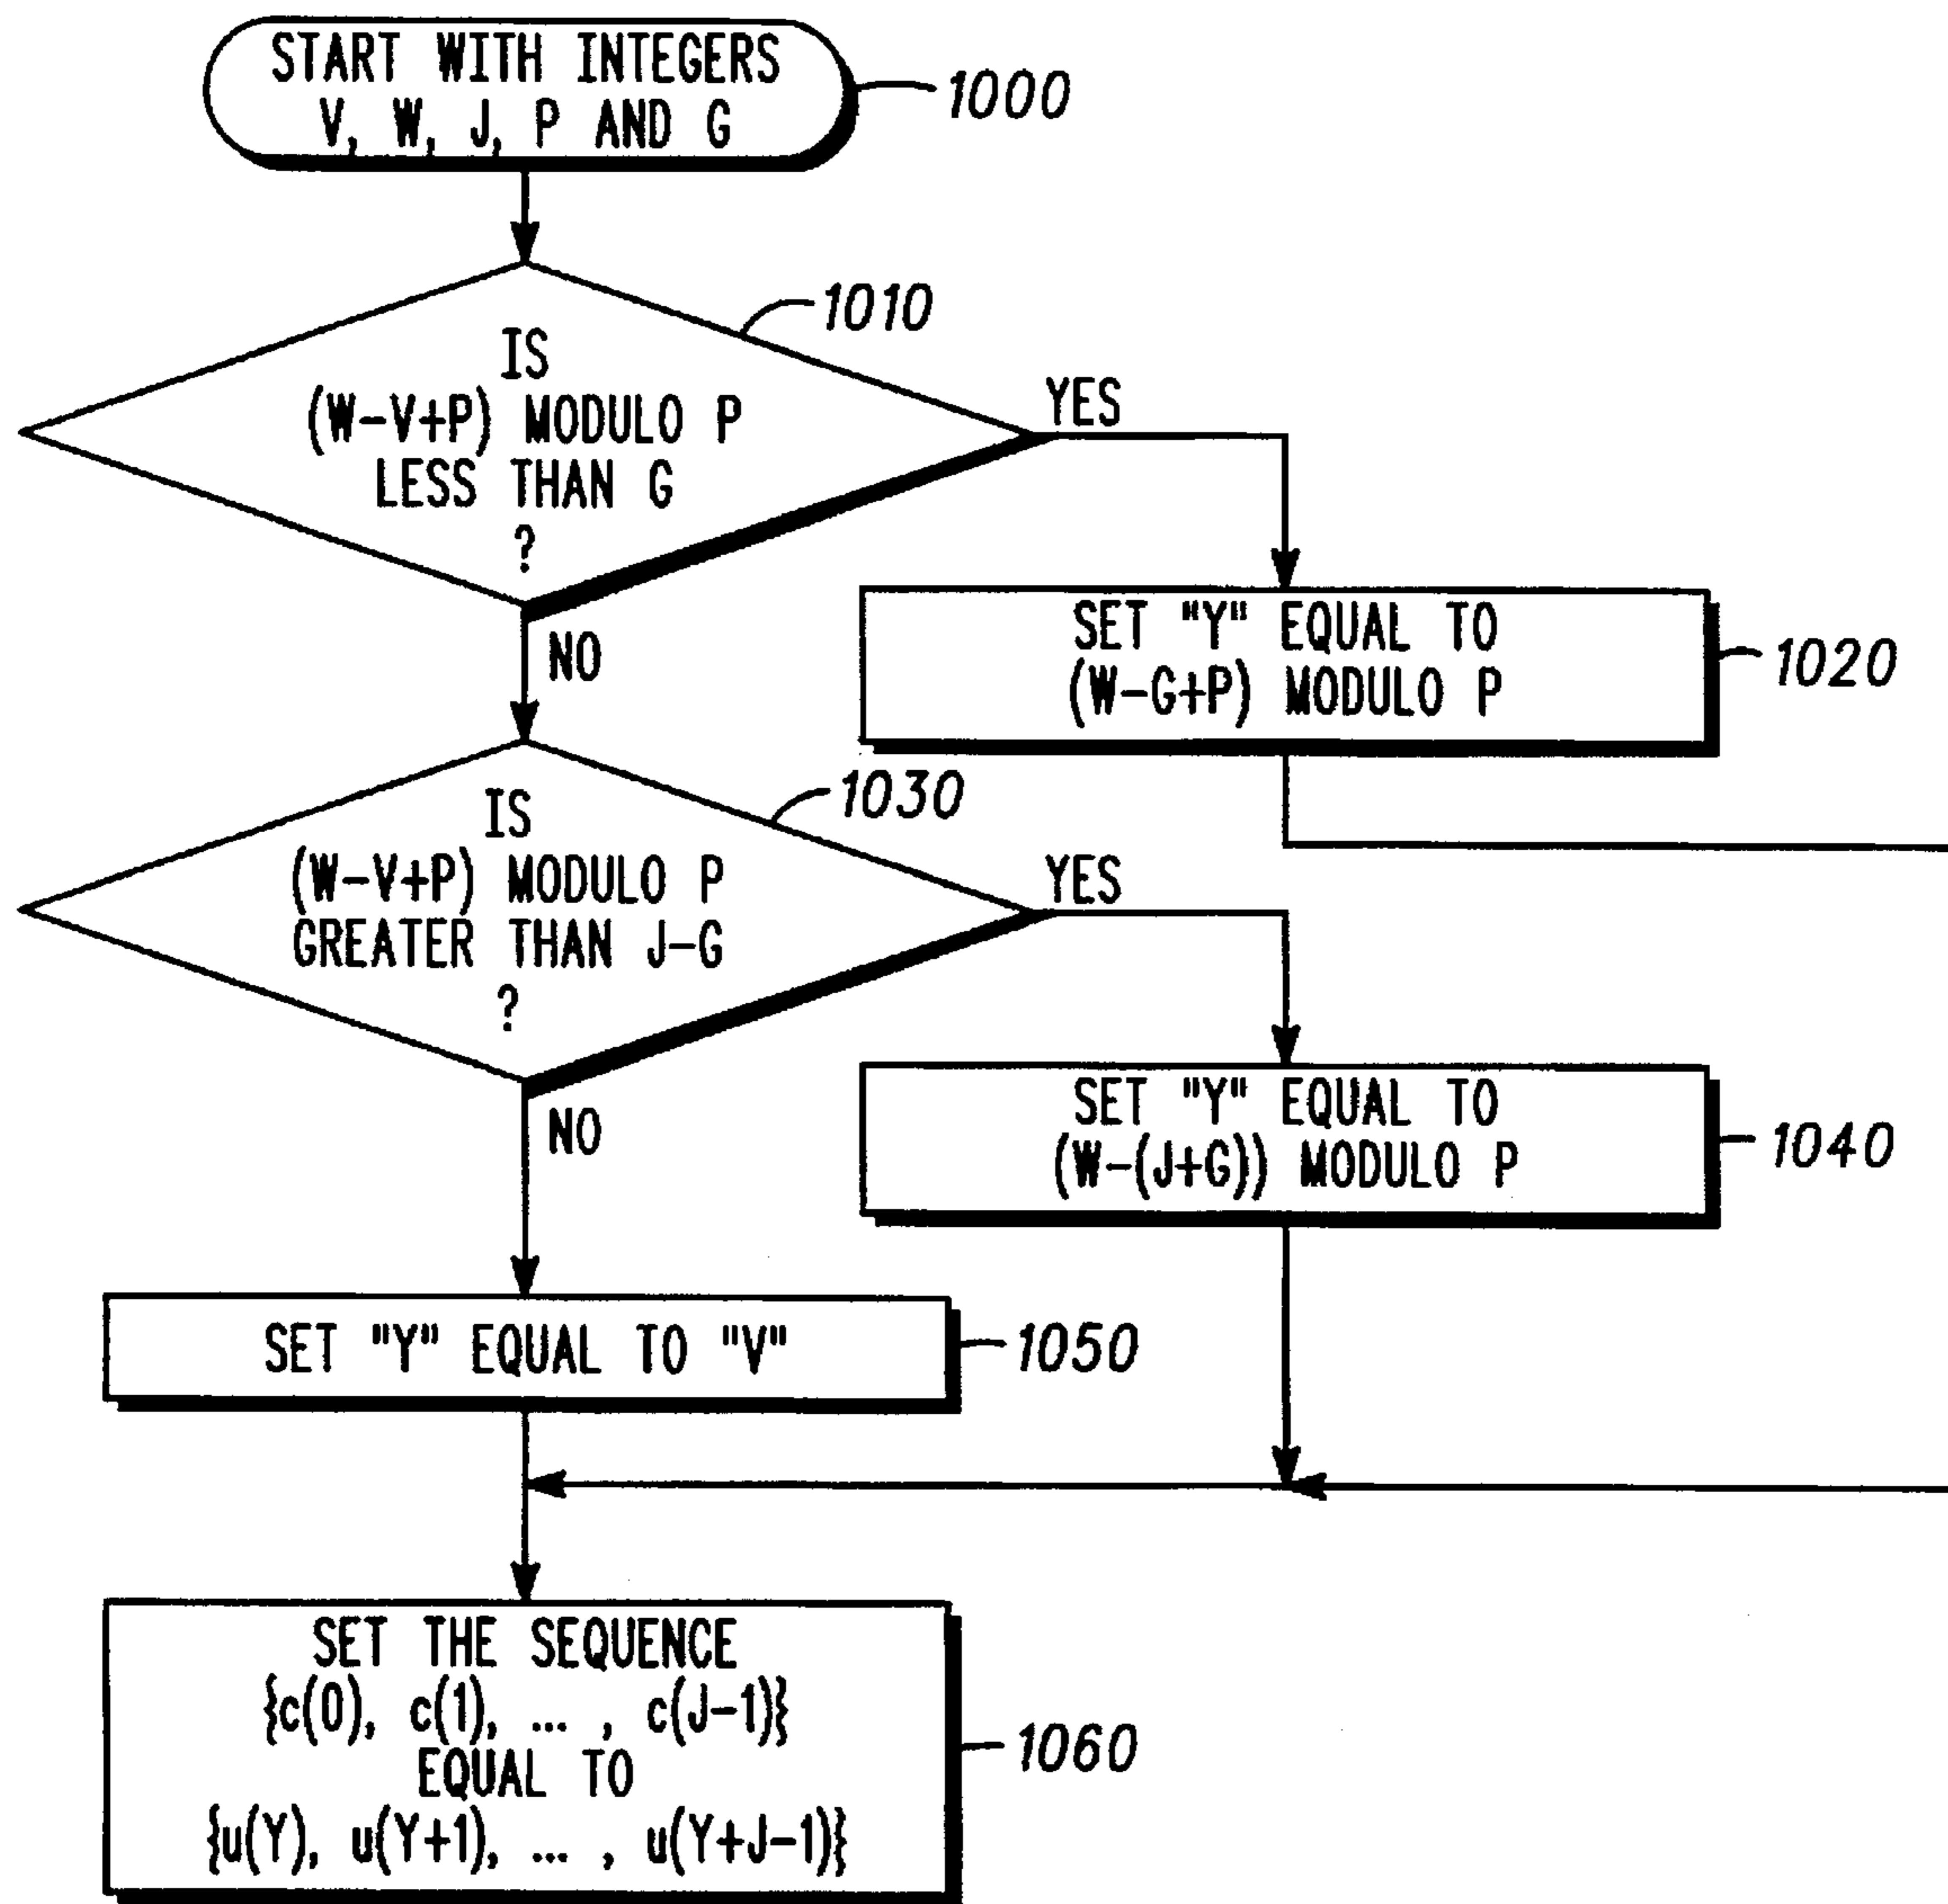 START WITH INTEGERS
V, W, J, P AND G
1000
1010
IS
(W-V+P) MODULO P
LESS THAN G
?
YES
NO
SET "Y" EQUAL TO
(W-G+P) MODULO P
1020
1030
IS
(W-V+P) MODULO P
GREATER THAN J-G
?
YES
NO
SET "Y" EQUAL TO
(W-(J+G)) MODULO P
1040
SET "Y" EQUAL TO "V"
1050
SET THE SEQUENCE
{c(0), c(1), ... , c(J-1)}
EQUAL TO
{u(Y), u(Y+1), ... , u(Y+J-1)}
1060